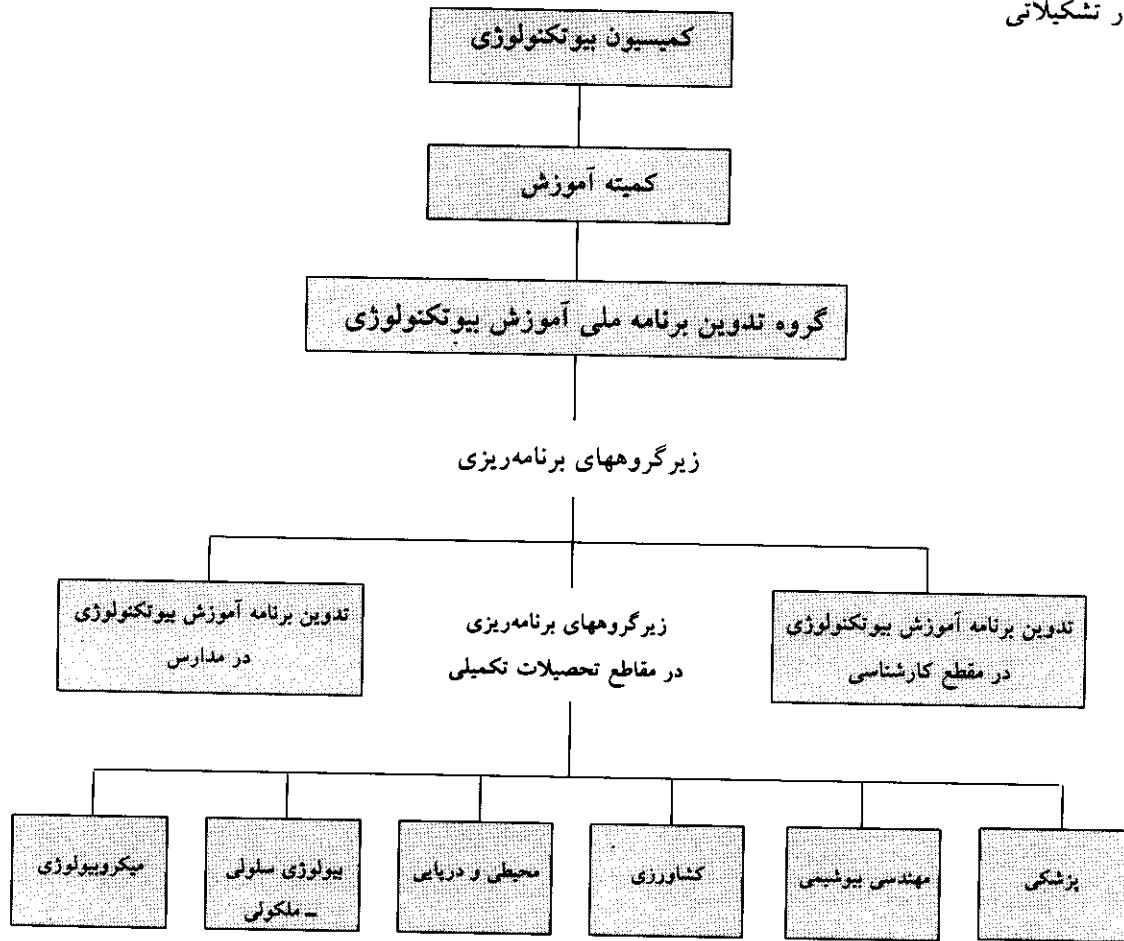 ر تشکیلاتی
کمیسیون بیوتکنولوژی
کمیته آموزش
گروه تدوین برنامه ملی آموزش بیوتکنولوژی
زیرگروههای برنامه‌ریزی
تدوین برنامه آموزش بیوتکنولوژی
در مقطع کارشناسی
زیرگروههای برنامه‌ریزی
در مقاطع تحصیلات تکمیلی
تدوین برنامه آموزش بیوتکنولوژی
در مدارس
پزشکی
مهندسی بیوشیمی
کشاورزی
محیطی و دریایی
بیولوژی سلولی
ـ ملکولی
میکروبیولوژی